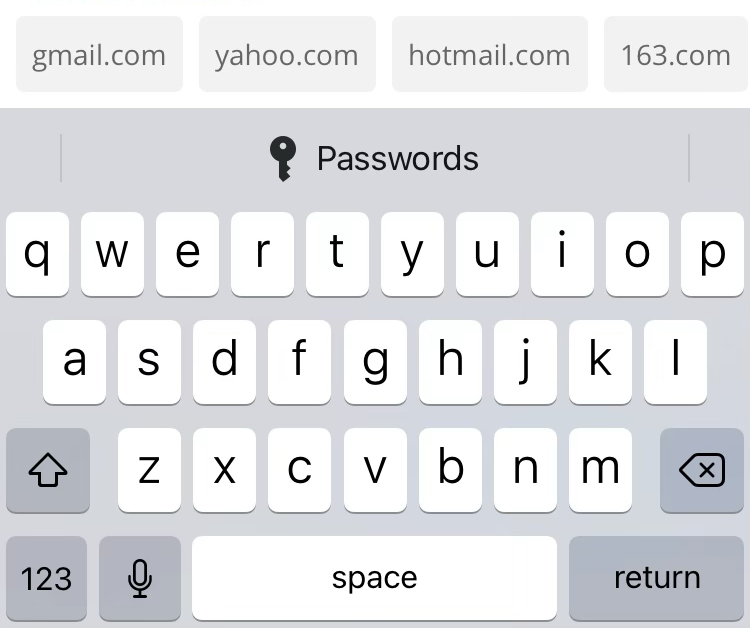 gmail.com yahoo.com hotmail.com 163.com
Passwords
q w e r t y u i o p
a s d f g h j k l
z x c v b n m
123 space return